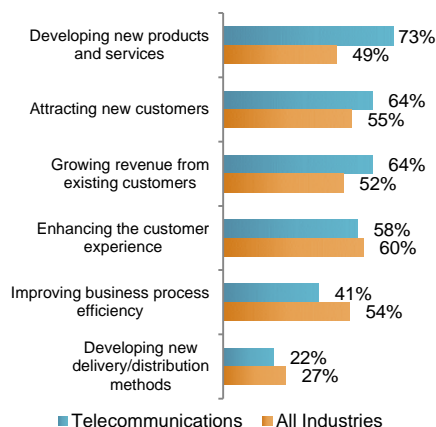 Developing new products
and services
73%
49%
Attracting new customers
64%
55%
Growing revenue from
existing customers
64%
52%
Enhancing the customer
experience
58%
60%
Improving business process
efficiency
41%
54%
Developing new
delivery/distribution
methods
22%
27%
Telecommunications All Industries